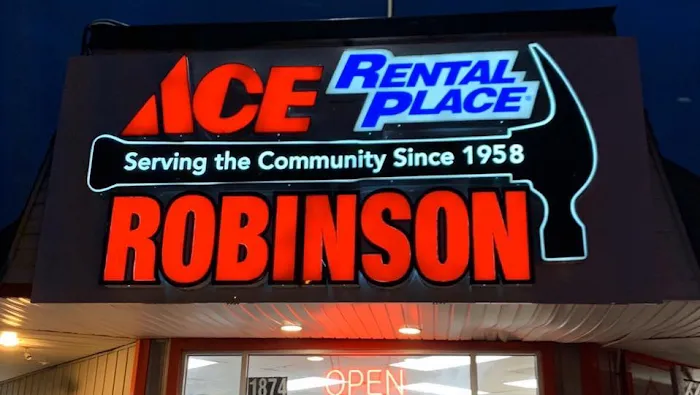 ACE RENTAL PLACE
Serving the Community Since 1958
ROBINSON
1874 OPEN